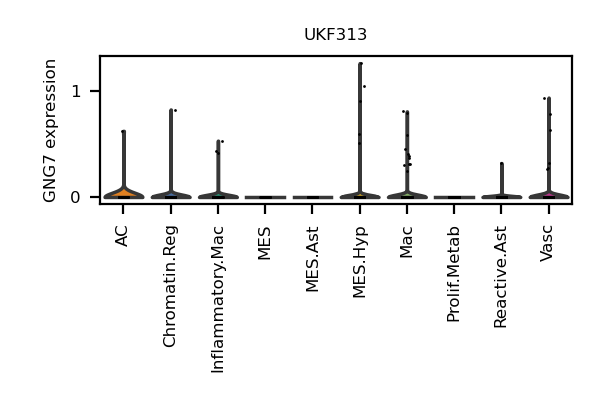 UKF313
GNG7 expression
1
0
AC
Chromatin.Reg
Inflammatory.Mac
MES
MES.Ast
MES.Hyp
Mac
Prolif.Metab
Reactive.Ast
Vasc